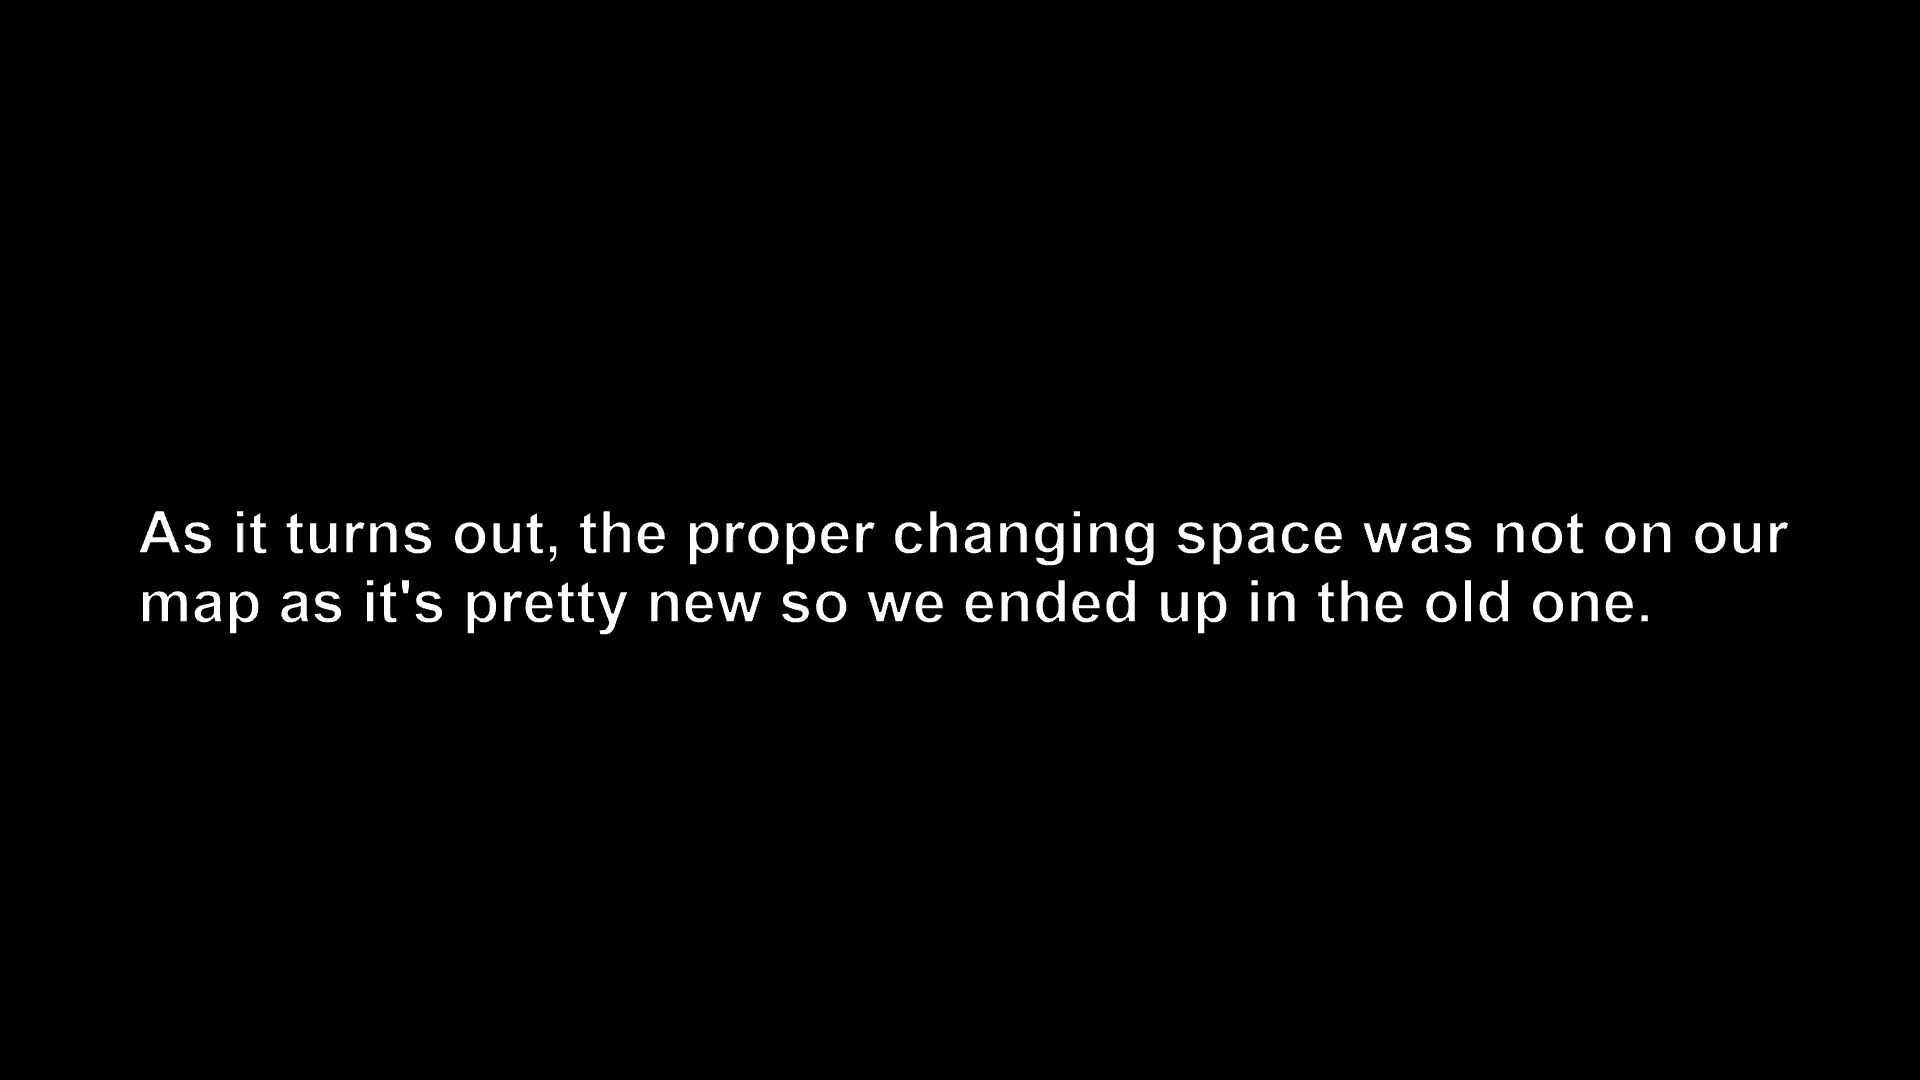 As it turns out, the proper changing space was not on our
map as it's pretty new so we ended up in the old one.